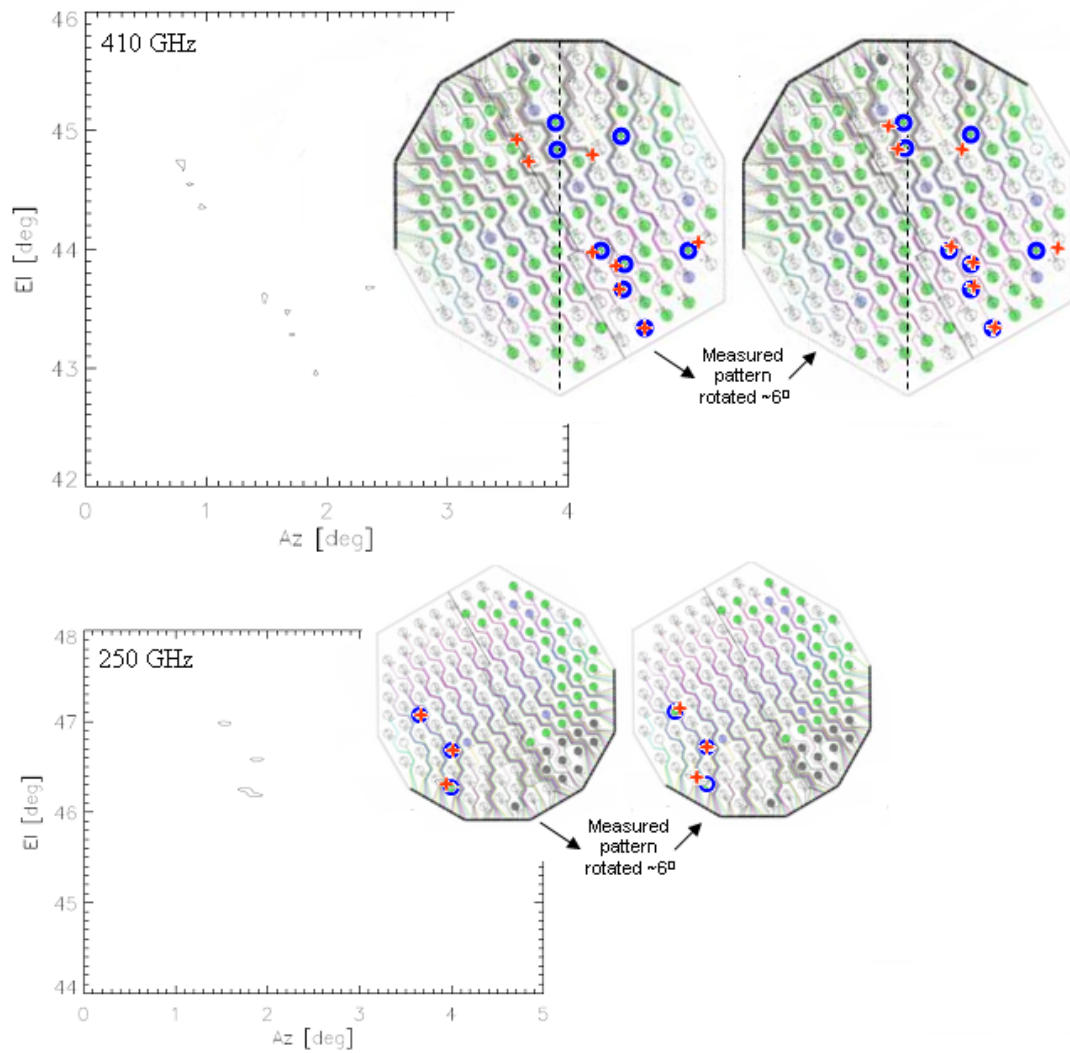 46
410 GHz
45
44
43
42
El [deg]
0
1
2
3
4
Az [deg]
Measured
pattern
rotated ~6º
48
250 GHz
47
46
45
44
El [deg]
0
1
2
3
4
5
Az [deg]
Measured
pattern
rotated ~6º